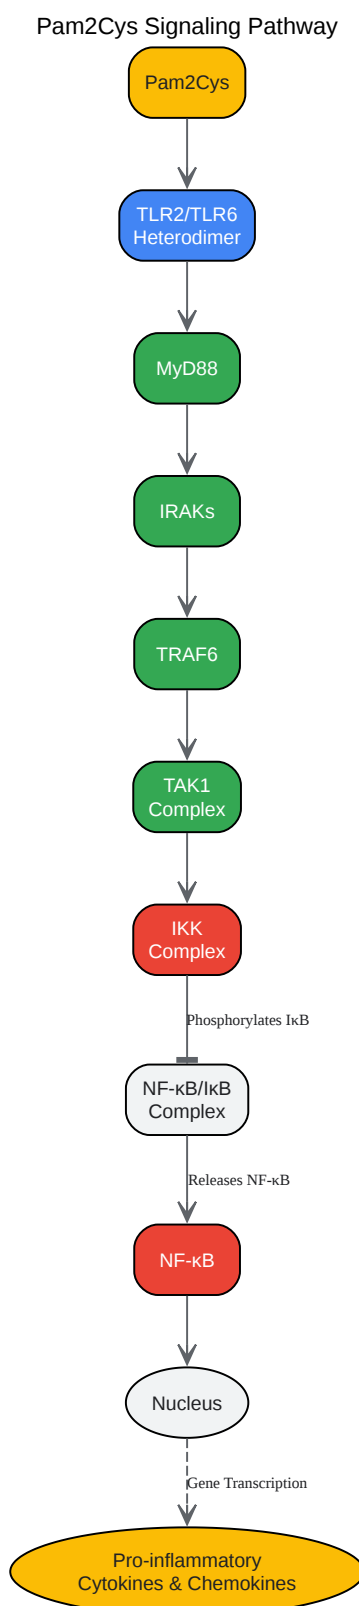 Pam2Cys Signaling Pathway
Pam2Cys
TLR2/TLR6
Heterodimer
MyD88
IRAKs
TRAF6
TAK1
Complex
IKK
Complex
Phosphorylates IκB
NF-κB/IκB
Complex
Releases NF-κB
NF-κB
Nucleus
Gene Transcription
Pro-inflammatory
Cytokines & Chemokines